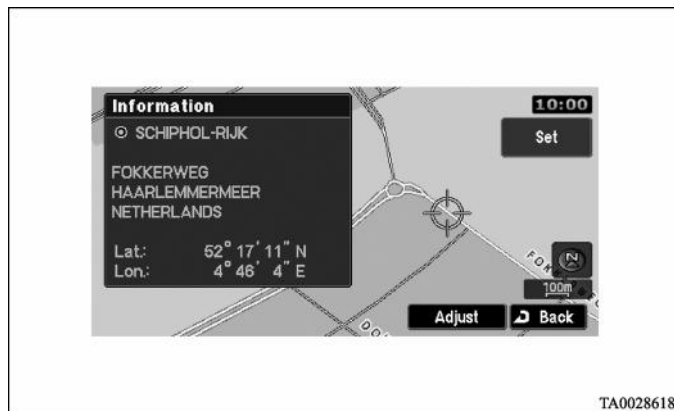 Information
10:00
SCHIPHOL-RIJK
Set
FOKKERWEG
HAARLEMMERMEER
NETHERLANDS
Lat.: 52° 17' 11" N
Lon.: 4° 46' 4" E
100m
Adjust
Back
TA0028618